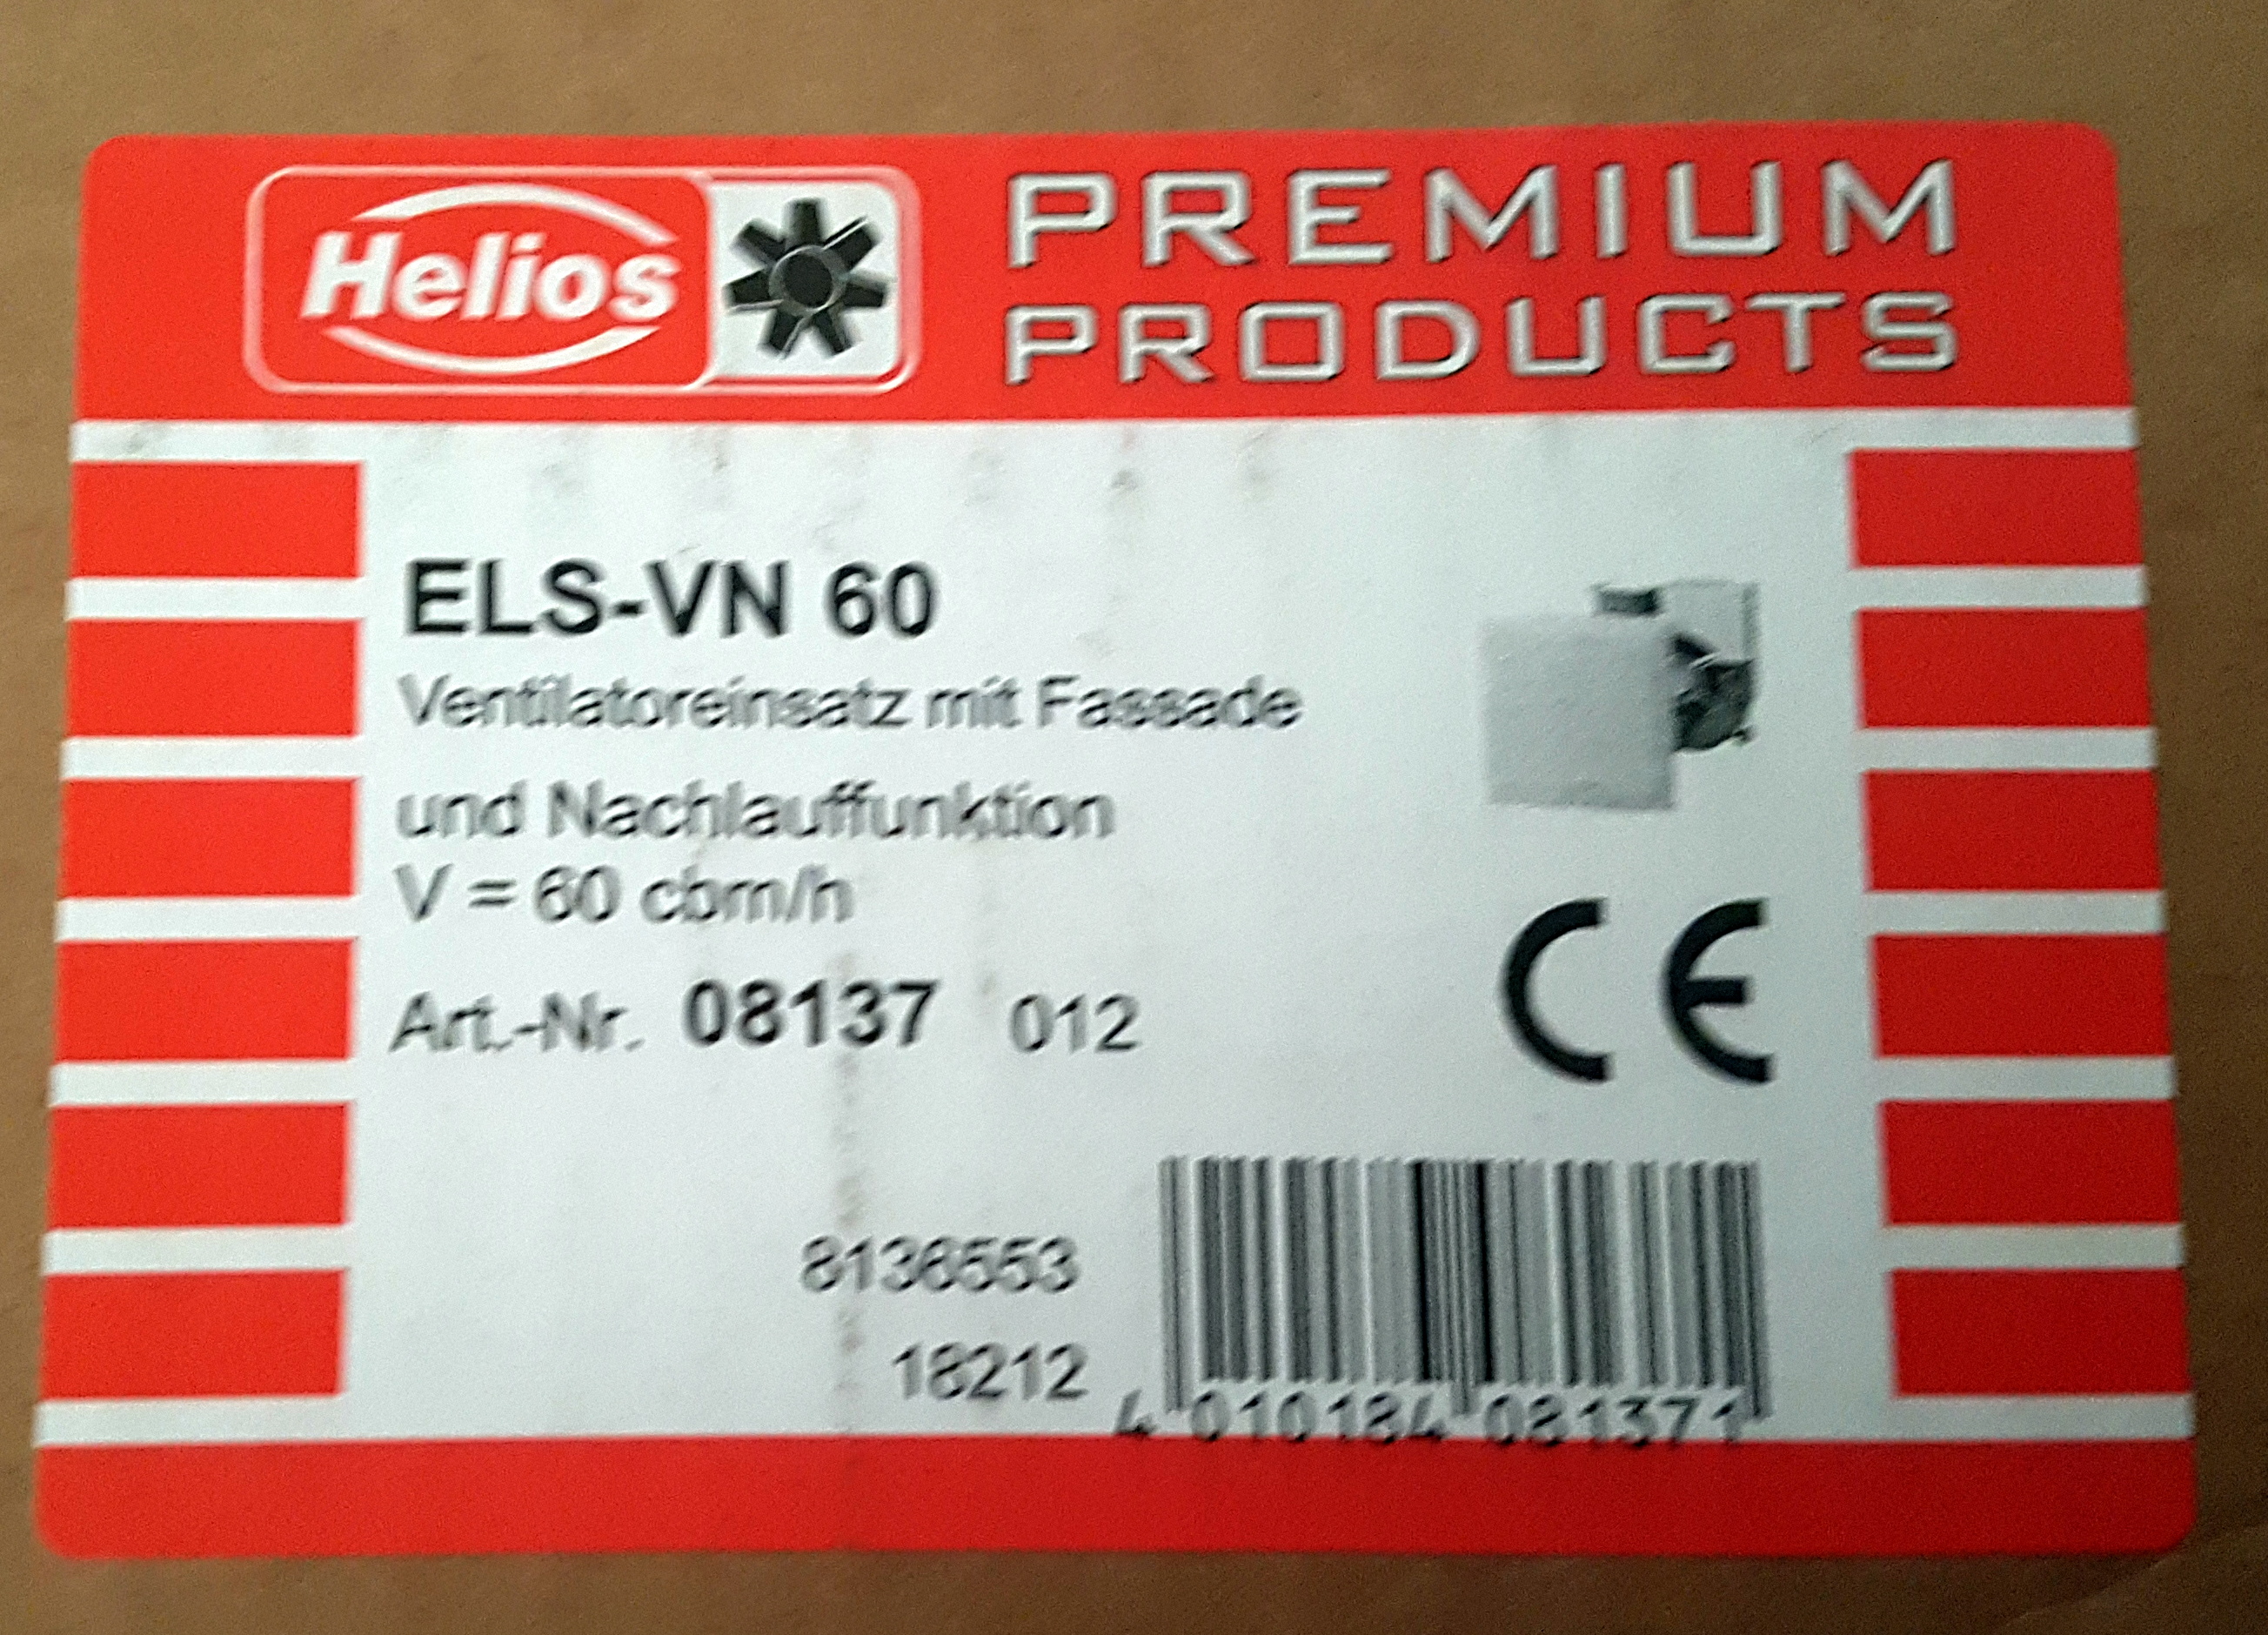 Helios
PREMIUM
PRODUCTS
ELS-VN 60
Ventilatoreinsatz mit Fassade
und Nachlauffunktion
V = 60 cbm/h
Art.-Nr. 08137 012
CE
8136553
18212
4 010184 081371